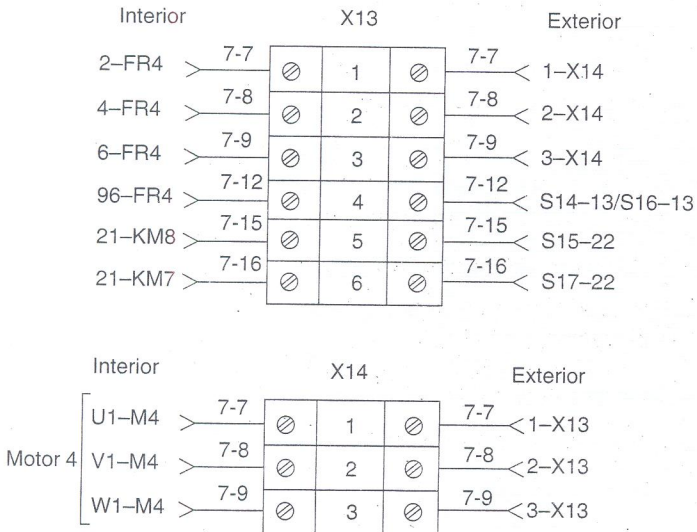 Interior X13 Exterior
2–FR4 7-7 1 7-7 1–X14
4–FR4 7-8 2 7-8 2–X14
6–FR4 7-9 3 7-9 3–X14
96–FR4 7-12 4 7-12 S14–13/S16–13
21–KM8 7-15 5 7-15 S15–22
21–KM7 7-16 6 7-16 S17–22
Interior X14 Exterior
U1–M4 7-7 1 7-7 1–X13
Motor 4 V1–M4 7-8 2 7-8 2–X13
W1–M4 7-9 3 7-9 3–X13